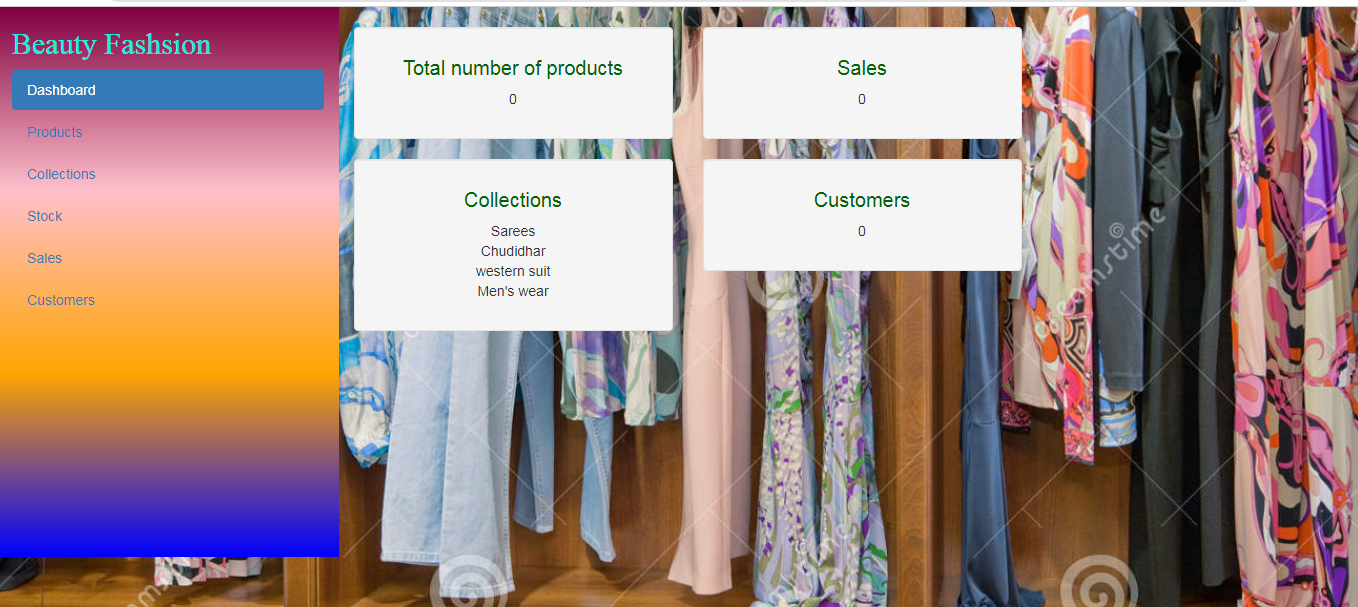 Beauty Fashsion
Dashboard
Products
Collections
Stock
Sales
Customers
Total number of products
0
Sales
0
Collections
Sarees
Chudidhar
western suit
Men's wear
Customers
0
dreamstime